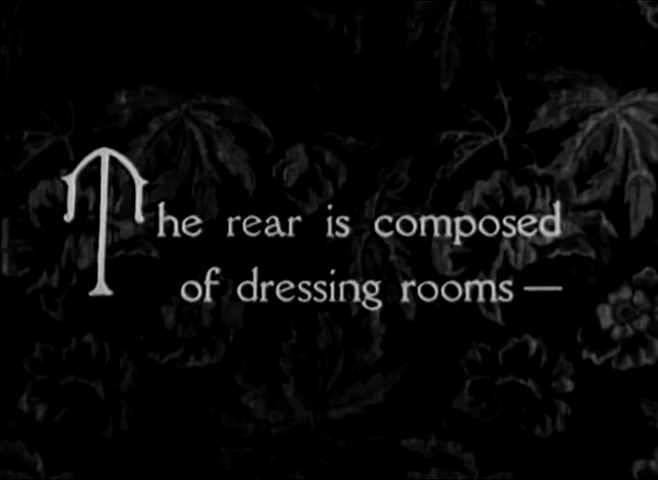 The rear is composed
of dressing rooms —